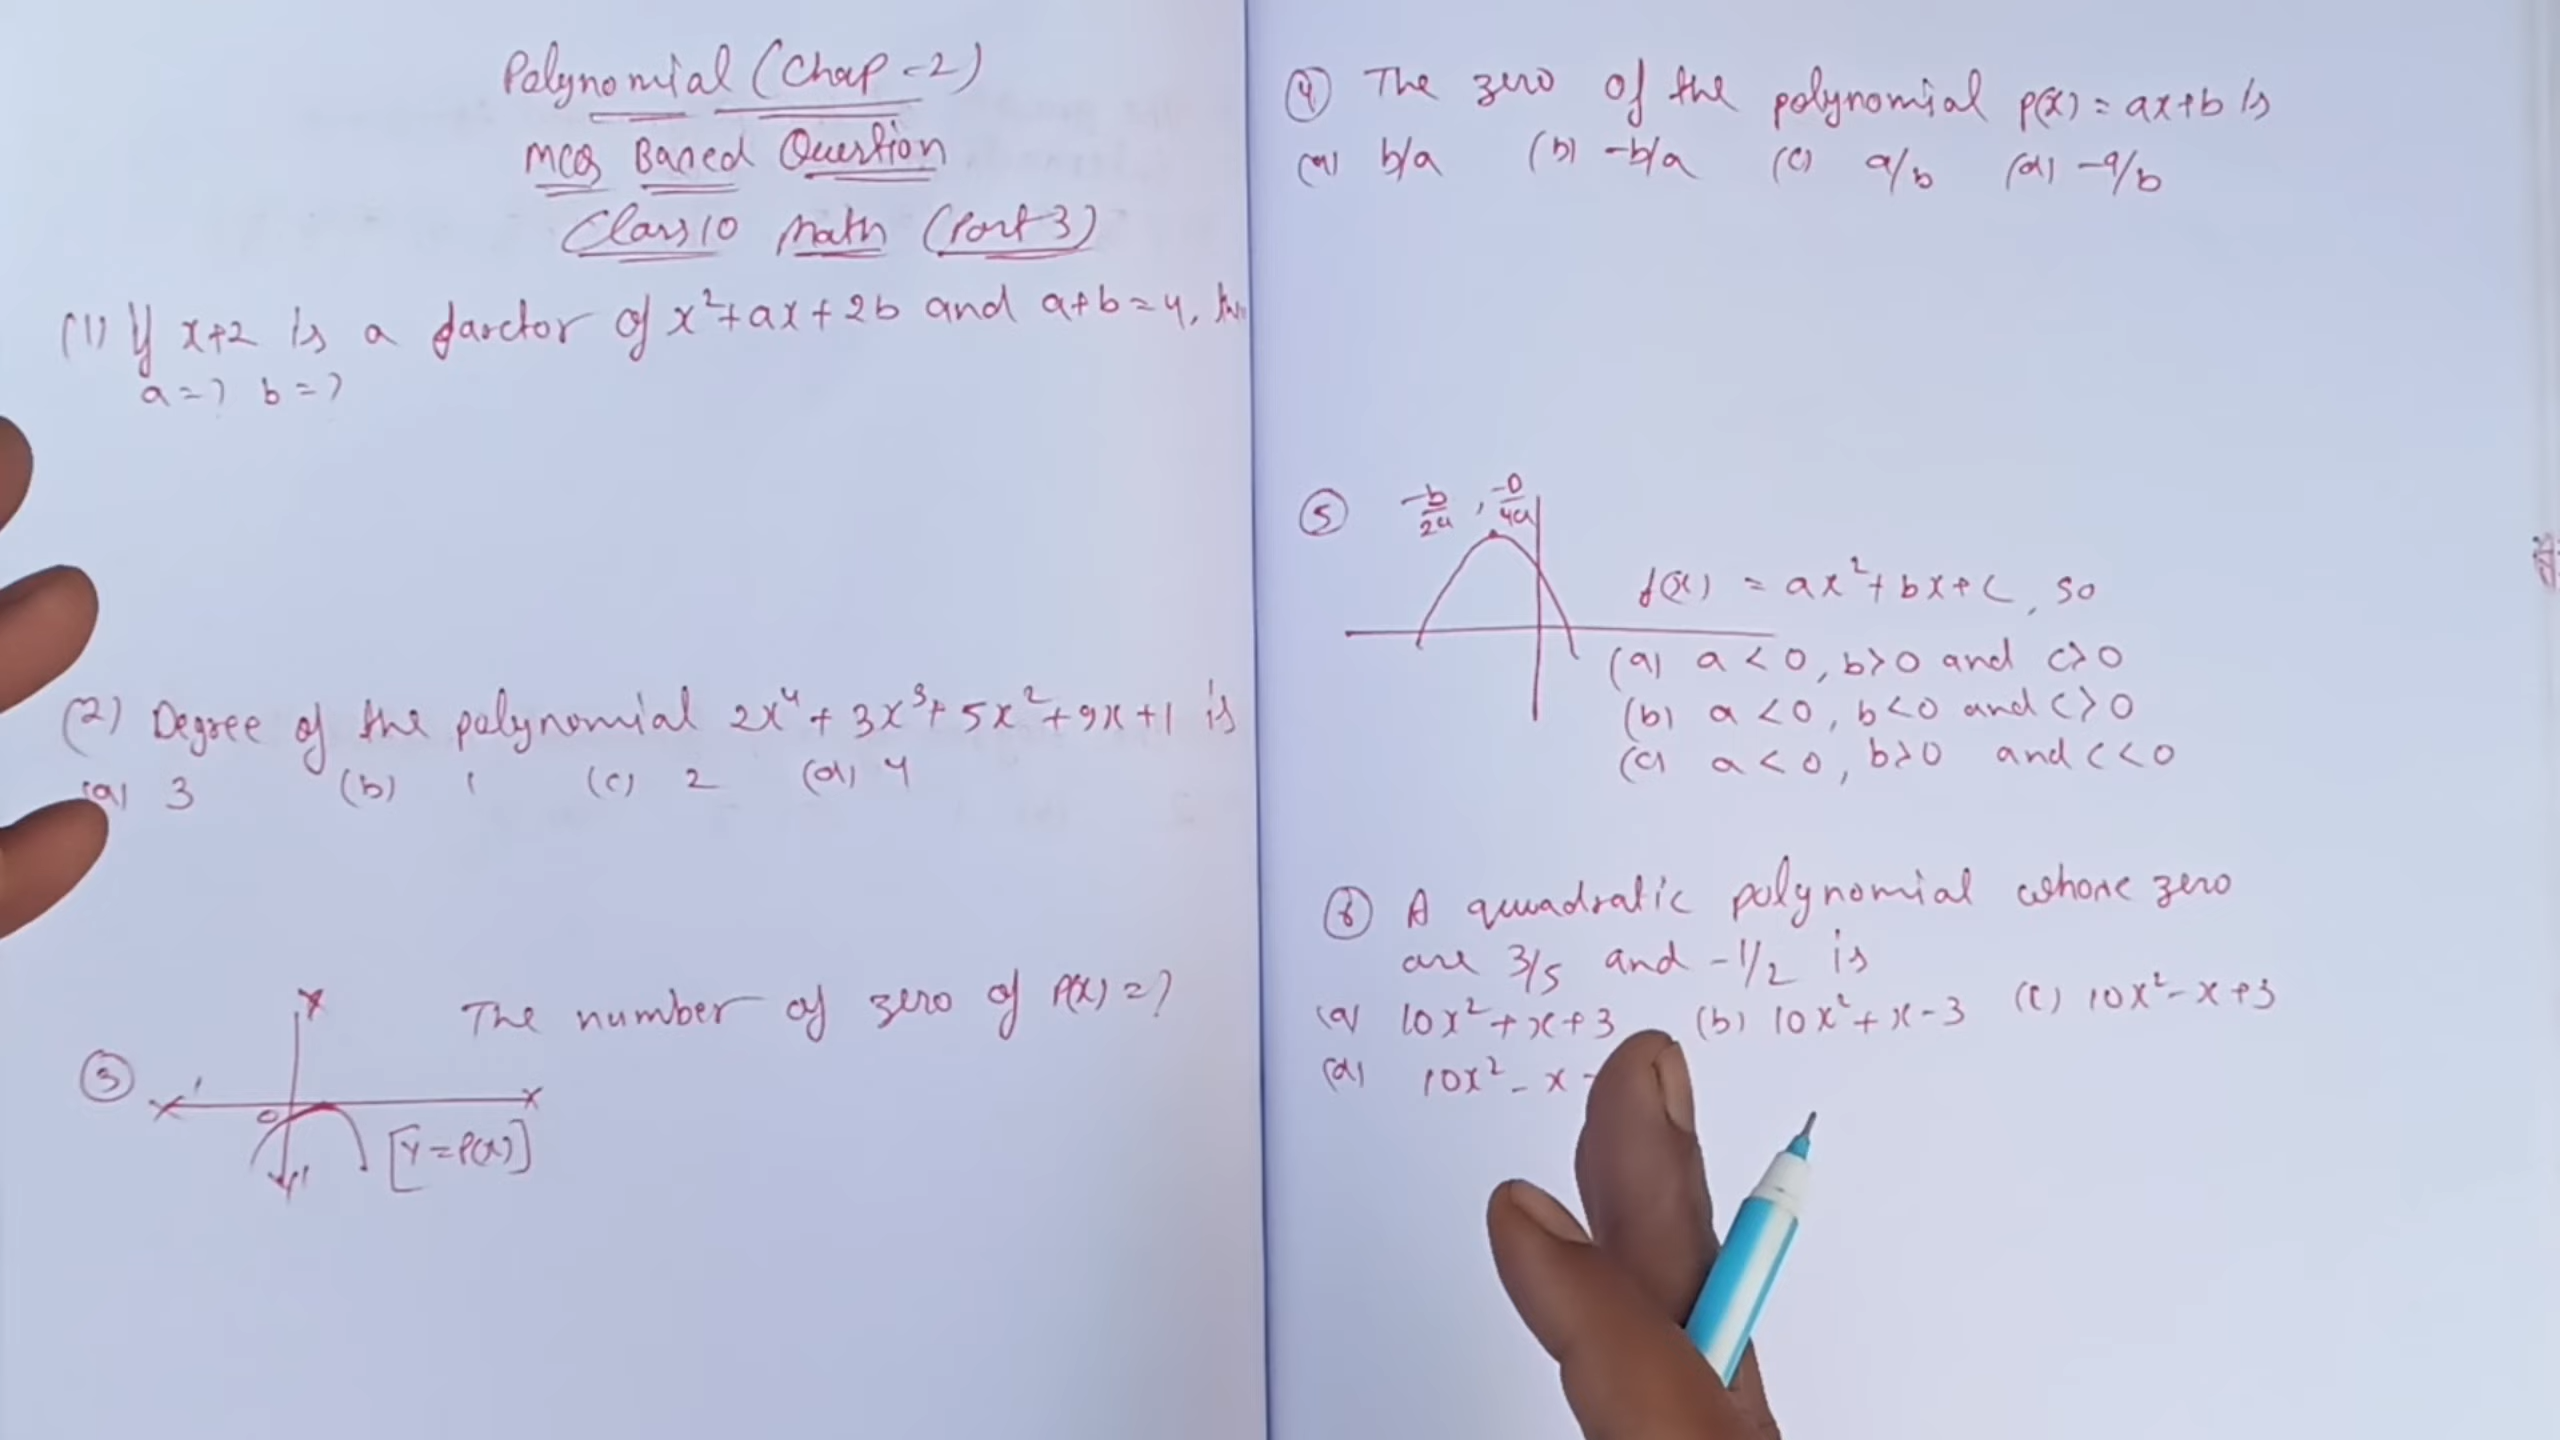 Polynomial (Chap-2)
MCQ Based Question
Class 10 Math (Part 3)
(1) If x+2 is a farctor of x²+ax+2b and a+b=4,
a=? b=?
(2) Degree of the polynomial 2x⁴+3x³+5x²+9x+1 is
(a) 3 (b) 1 (c) 2 (d) 4
The number of zero of P(x)=?
③
x' x
o
[Y=P(x)]
y'
④ The zero of the polynomial p(x)=ax+b is
(a) b/a (b) -b/a (c) a/b (d) -a/b
⑤ -b/2a, -D/4a
f(x) = ax²+bx+c, so
(a) a<0, b>0 and c>0
(b) a<0, b<0 and c>0
(c) a<0, b>0 and c<0
⑥ A quadratic polynomial whose zero
are 3/5 and -1/2 is
(a) 10x²+x+3 (b) 10x²+x-3 (c) 10x²-x+3
(d) 10x²-x-